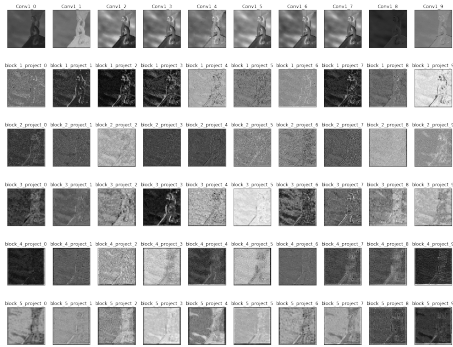 Conv1_0 Conv1_1 Conv1_2 Conv1_3 Conv1_4 Conv1_5 Conv1_6 Conv1_7 Conv1_8 Conv1_9
block_1_project_0 block_1_project_1 block_1_project_2 block_1_project_3 block_1_project_4 block_1_project_5 block_1_project_6 block_1_project_7 block_1_project_8 block_1_project_9
block_2_project_0 block_2_project_1 block_2_project_2 block_2_project_3 block_2_project_4 block_2_project_5 block_2_project_6 block_2_project_7 block_2_project_8 block_2_project_9
block_3_project_0 block_3_project_1 block_3_project_2 block_3_project_3 block_3_project_4 block_3_project_5 block_3_project_6 block_3_project_7 block_3_project_8 block_3_project_9
block_4_project_0 block_4_project_1 block_4_project_2 block_4_project_3 block_4_project_4 block_4_project_5 block_4_project_6 block_4_project_7 block_4_project_8 block_4_project_9
block_5_project_0 block_5_project_1 block_5_project_2 block_5_project_3 block_5_project_4 block_5_project_5 block_5_project_6 block_5_project_7 block_5_project_8 block_5_project_9